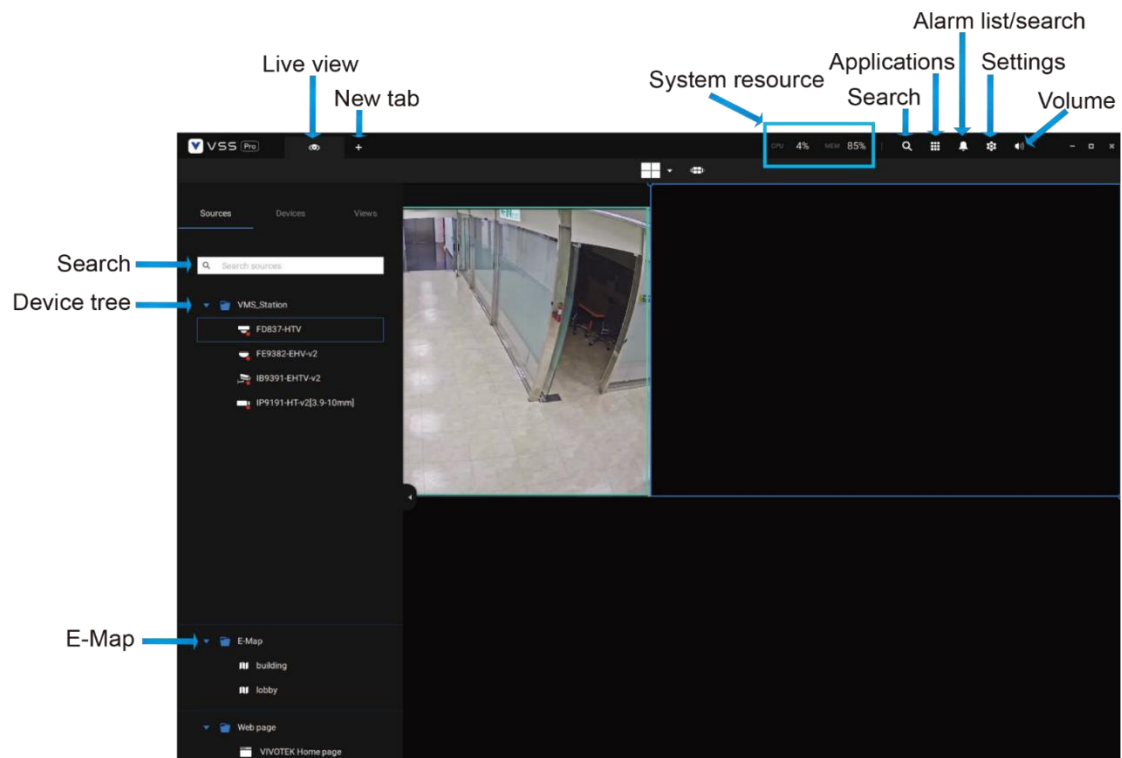 Alarm list/search
Live view
System resource
Applications
Settings
New tab
Search
Volume
VSS Pro
CPU 4% MEM 85%
Sources Devices Views
Search
Search sources
Device tree
VMS_Station
FD837-HTV
FE9382-EHV-v2
IB9391-EHTV-v2
IP9191-HT-v2[3.9-10mm]
E-Map
E-Map
building
lobby
Web page
VIVOTEK Home page